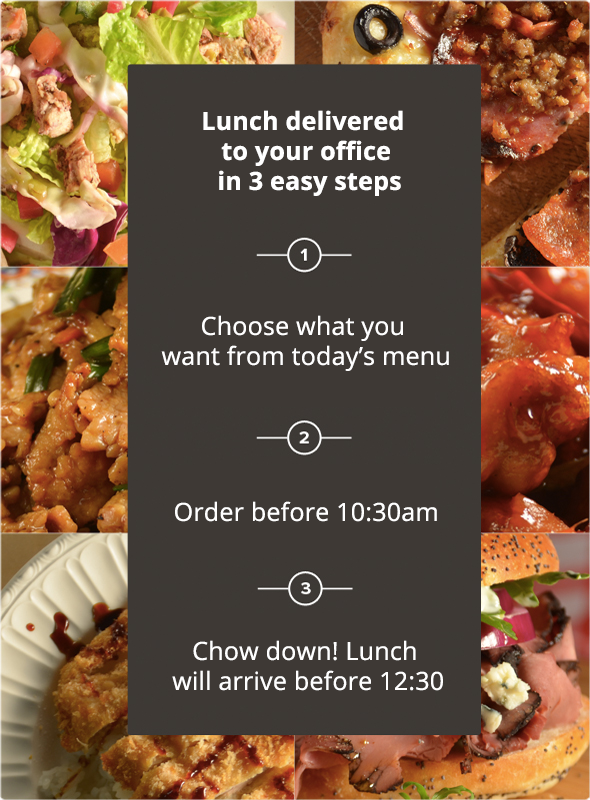 Lunch delivered
to your office
in 3 easy steps
1
Choose what you
want from today’s menu
2
Order before 10:30am
3
Chow down! Lunch
will arrive before 12:30